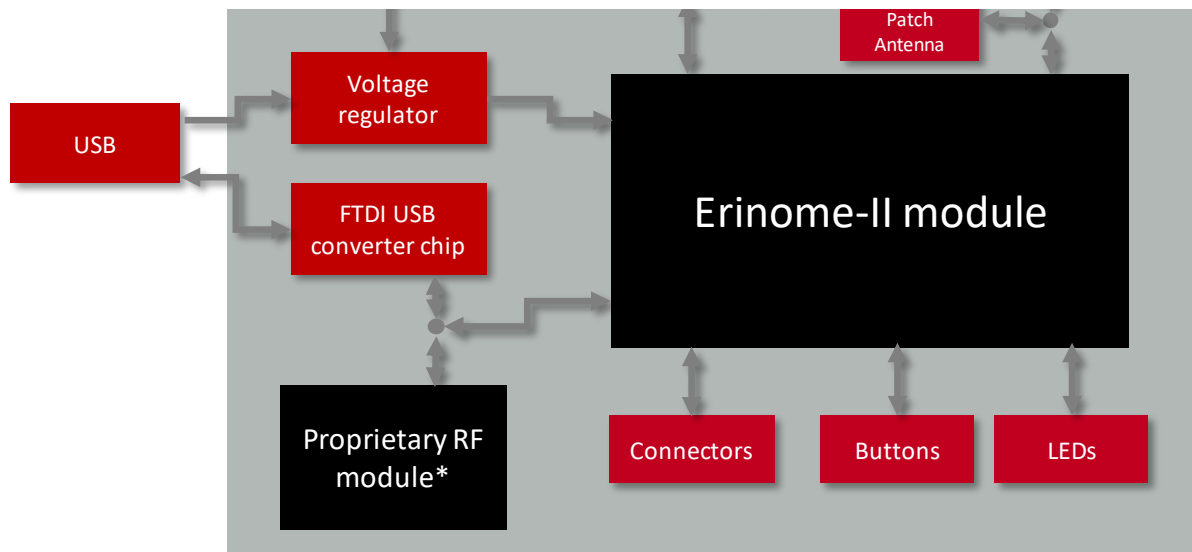 Patch
Antenna
Voltage
regulator
USB
Erinome-II module
FTDI USB
converter chip
Proprietary RF
module*
Connectors
Buttons
LEDs